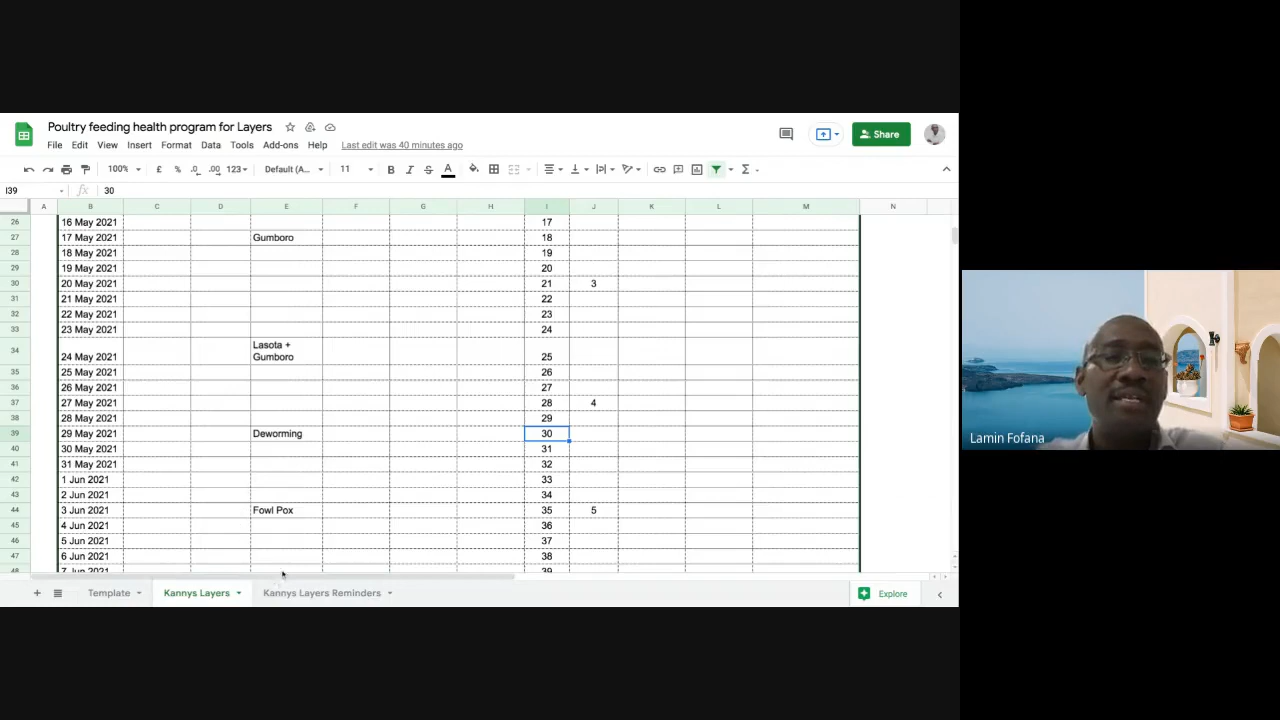 Poultry feeding health program for Layers
File Edit View Insert Format Data Tools Add-ons Help Last edit was 40 minutes ago
Share
100% £ % .0 .00 123 Default (A... 11 B I S A Σ
I39 fx 30
A B C D E F G H I J K L M N
26 16 May 2021 17
27 17 May 2021 Gumboro 18
28 18 May 2021 19
29 19 May 2021 20
30 20 May 2021 21 3
31 21 May 2021 22
32 22 May 2021 23
33 23 May 2021 24
Lasota +
34 24 May 2021 Gumboro 25
35 25 May 2021 26
36 26 May 2021 27
37 27 May 2021 28 4
38 28 May 2021 29
39 29 May 2021 Deworming 30
40 30 May 2021 31
41 31 May 2021 32
42 1 Jun 2021 33
43 2 Jun 2021 34
44 3 Jun 2021 Fowl Pox 35 5
45 4 Jun 2021 36
46 5 Jun 2021 37
47 6 Jun 2021 38
48 7 Jun 2021 39
Template Kannys Layers Kannys Layers Reminders Explore
Lamin Fofana